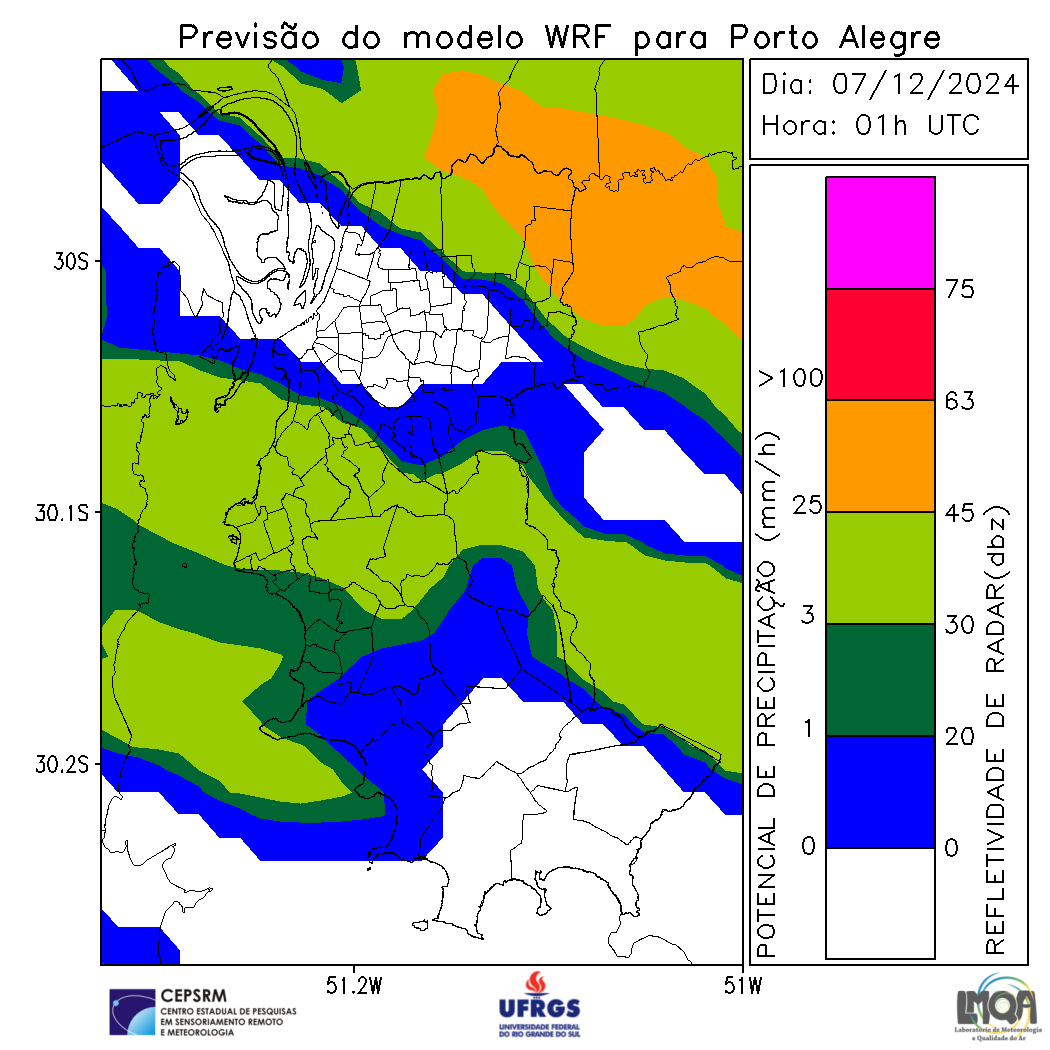 Previsão do modelo WRF para Porto Alegre
Dia: 07/12/2024
Hora: 01h UTC
30S
30.1S
30.2S
51.2W
51W
POTENCIAL DE PRECIPITAÇÃO (mm/h)
>100
25
3
1
0
75
63
45
30
20
0
REFLETIVIDADE DE RADAR(dbz)
CEPSRM
CENTRO ESTADUAL DE PESQUISAS
EM SENSORIAMENTO REMOTO
E METEOROLOGIA
UFRGS
UNIVERSIDADE FEDERAL
DO RIO GRANDE DO SUL
LMQA
Laboratório de Meteorologia
e Qualidade do Ar